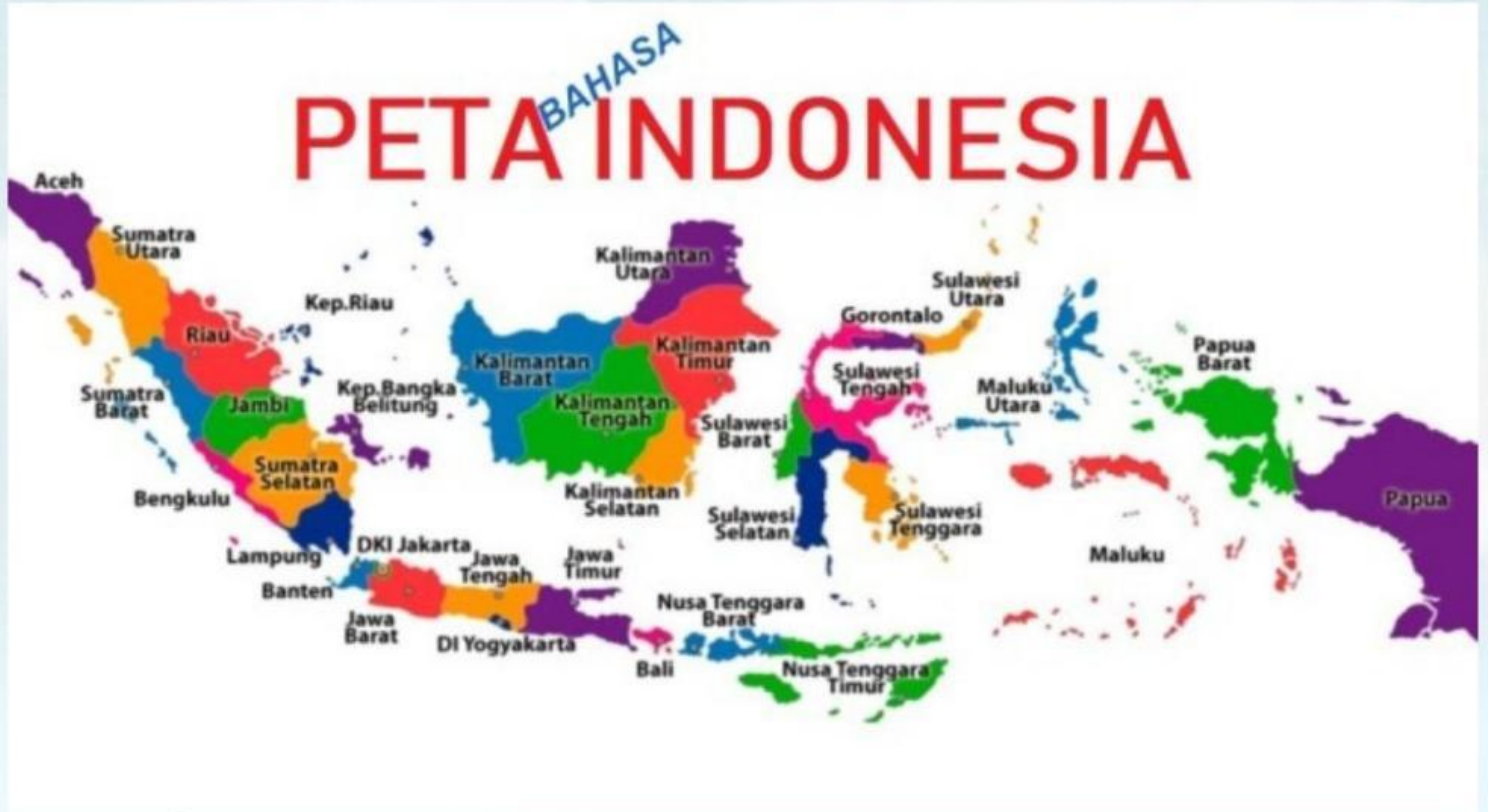 BAHASA
PETA INDONESIA
Aceh
Sumatra
Utara
Kep.Riau
Riau
Sumatra
Barat
Jambi
Kep.Bangka
Belitung
Sumatra
Selatan
Bengkulu
Lampung
Kalimantan
Utara
Kalimantan
Barat
Kalimantan
Timur
Kalimantan
Tengah
Kalimantan
Selatan
Sulawesi
Utara
Gorontalo
Sulawesi
Tengah
Sulawesi
Barat
Sulawesi
Selatan
Sulawesi
Tenggara
Maluku
Utara
Papua
Barat
Papua
Maluku
DKI Jakarta
Banten
Jawa
Barat
Jawa
Tengah
DI Yogyakarta
Jawa
Timur
Bali
Nusa Tenggara
Barat
Nusa Tenggara
Timur